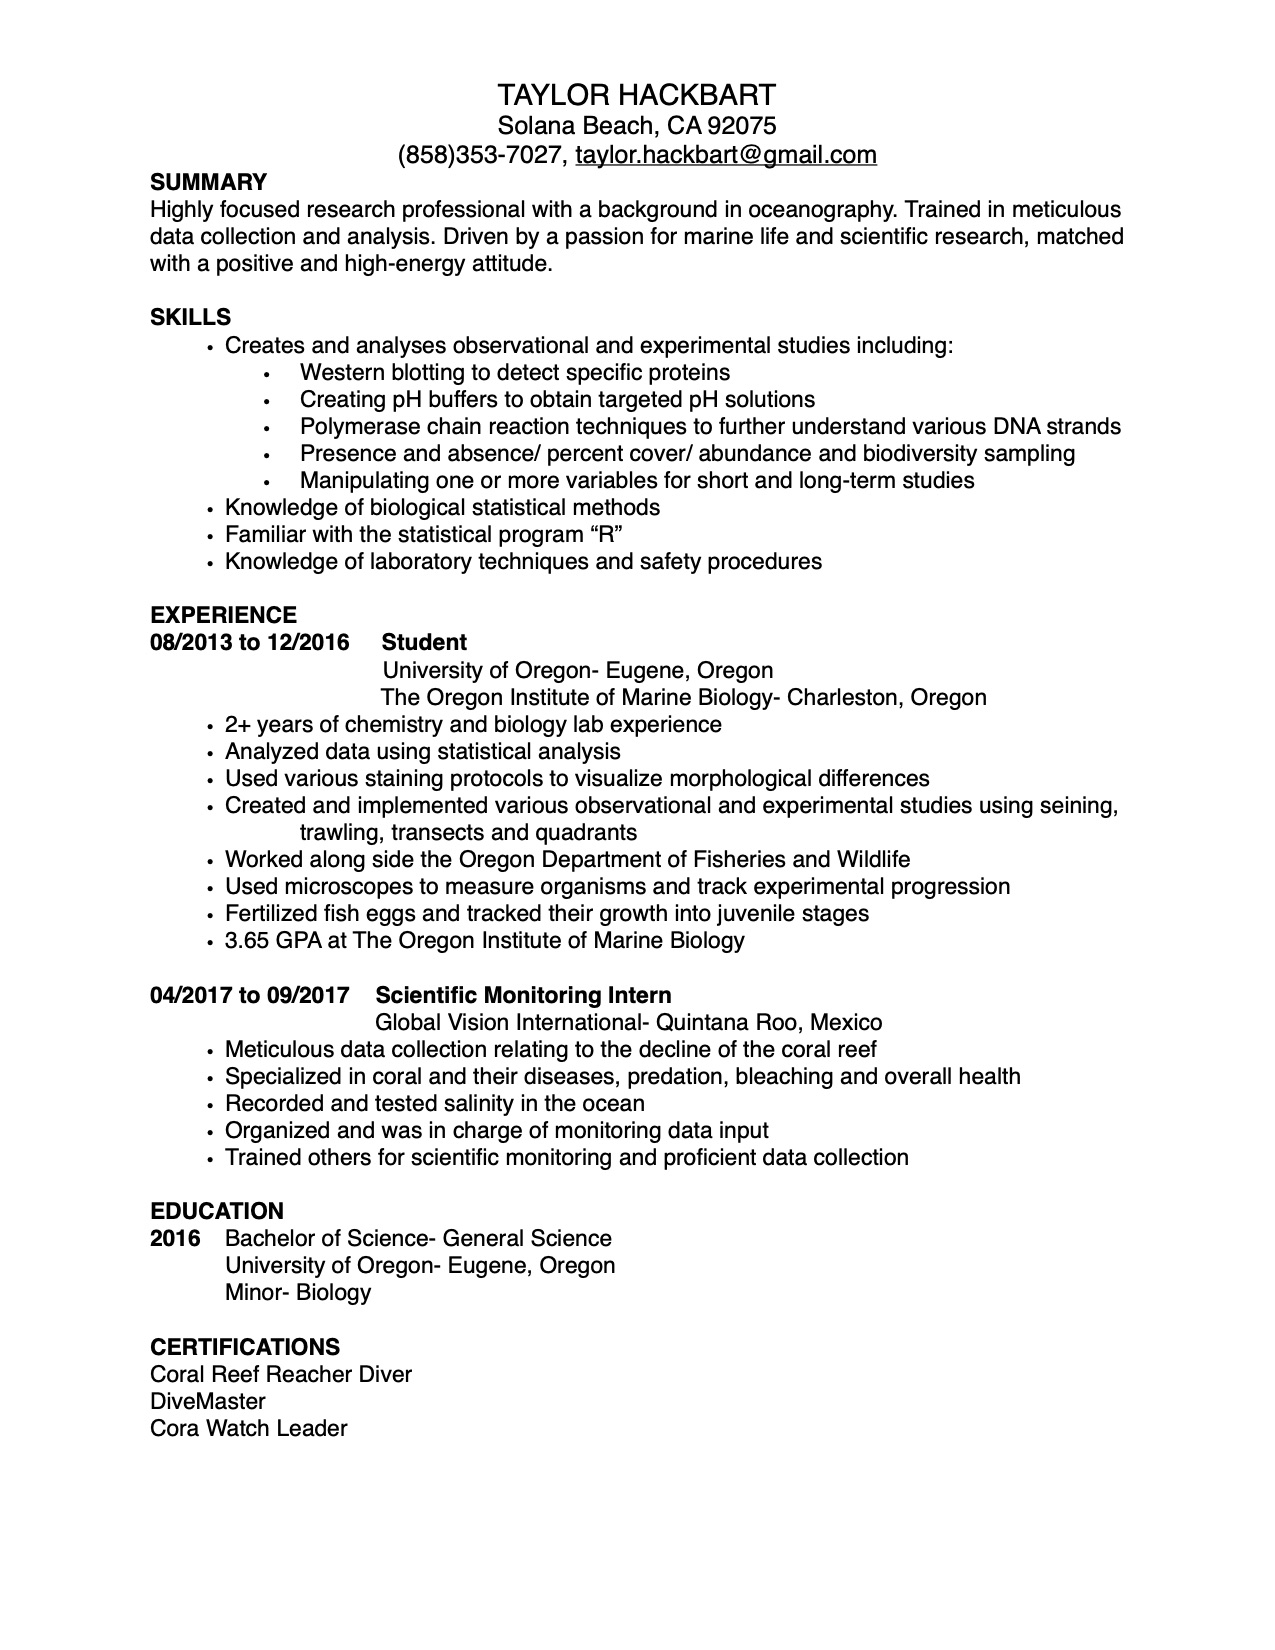 TAYLOR HACKBART
Solana Beach, CA 92075
(858)353-7027, taylor.hackbart@gmail.com
SUMMARY
Highly focused research professional with a background in oceanography. Trained in meticulous
data collection and analysis. Driven by a passion for marine life and scientific research, matched
with a positive and high-energy attitude.
SKILLS
• Creates and analyses observational and experimental studies including:
• Western blotting to detect specific proteins
• Creating pH buffers to obtain targeted pH solutions
• Polymerase chain reaction techniques to further understand various DNA strands
• Presence and absence/ percent cover/ abundance and biodiversity sampling
• Manipulating one or more variables for short and long-term studies
• Knowledge of biological statistical methods
• Familiar with the statistical program “R”
• Knowledge of laboratory techniques and safety procedures
EXPERIENCE
08/2013 to 12/2016 Student
University of Oregon- Eugene, Oregon
The Oregon Institute of Marine Biology- Charleston, Oregon
• 2+ years of chemistry and biology lab experience
• Analyzed data using statistical analysis
• Used various staining protocols to visualize morphological differences
• Created and implemented various observational and experimental studies using seining,
trawling, transects and quadrants
• Worked along side the Oregon Department of Fisheries and Wildlife
• Used microscopes to measure organisms and track experimental progression
• Fertilized fish eggs and tracked their growth into juvenile stages
• 3.65 GPA at The Oregon Institute of Marine Biology
04/2017 to 09/2017 Scientific Monitoring Intern
Global Vision International- Quintana Roo, Mexico
• Meticulous data collection relating to the decline of the coral reef
• Specialized in coral and their diseases, predation, bleaching and overall health
• Recorded and tested salinity in the ocean
• Organized and was in charge of monitoring data input
• Trained others for scientific monitoring and proficient data collection
EDUCATION
2016 Bachelor of Science- General Science
University of Oregon- Eugene, Oregon
Minor- Biology
CERTIFICATIONS
Coral Reef Reacher Diver
DiveMaster
Cora Watch Leader